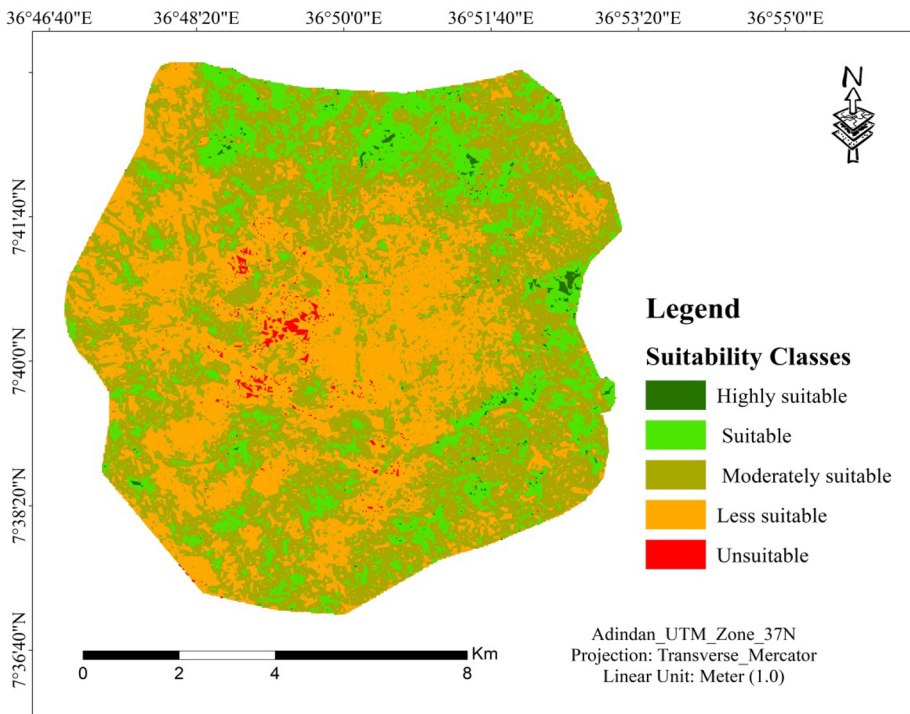 36°46'40"E 36°48'20"E 36°50'0"E 36°51'40"E 36°53'20"E 36°55'0"E
N
7°41'40"N
7°40'0"N
7°38'20"N
7°36'40"N
Legend
Suitability Classes
Highly suitable
Suitable
Moderately suitable
Less suitable
Unsuitable
0 2 4 8 Km
Adindan_UTM_Zone_37N
Projection: Transverse_Mercator
Linear Unit: Meter (1.0)